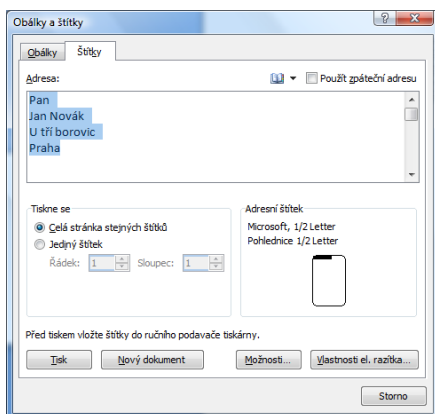 Obálky a štítky
Obálky Štítky
Adresa: Použít zpáteční adresu
Pan
Jan Novák
U tří borovic
Praha
Tiskne se
Celá stránka stejných štítků
Jediný štítek
Řádek: 1 Sloupec: 1
Adresní štítek
Microsoft, 1/2 Letter
Pohlednice 1/2 Letter
Před tiskem vložte štítky do ručního podavače tiskárny.
Tisk Nový dokument Možnosti... Vlastnosti el. razítka...
Storno